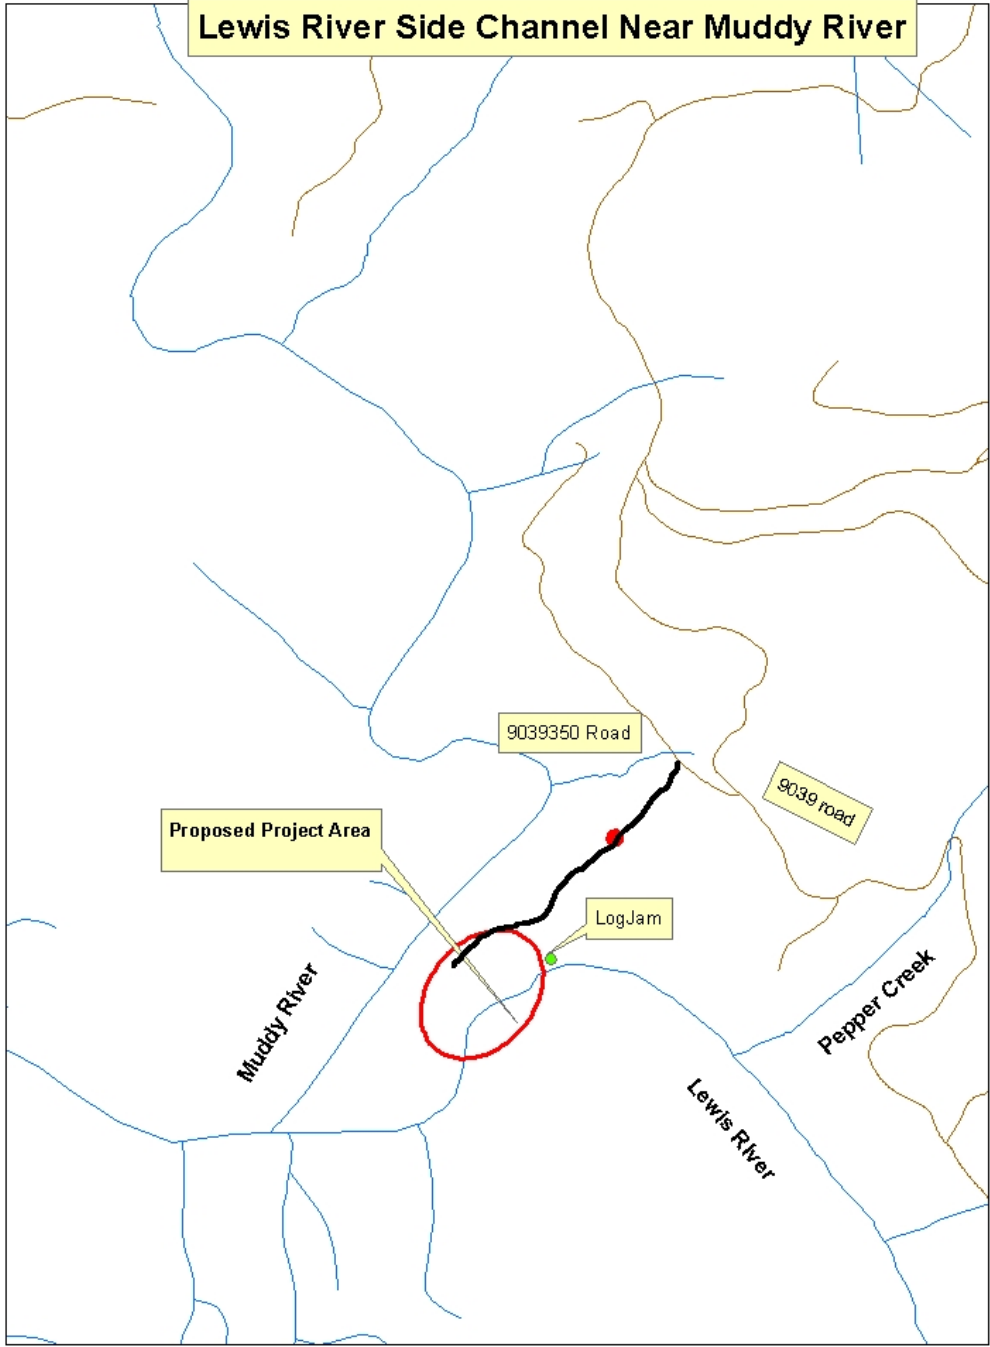 Lewis River Side Channel Near Muddy River
9039350 Road
9039 road
Proposed Project Area
LogJam
Muddy River
Pepper Creek
Lewis River